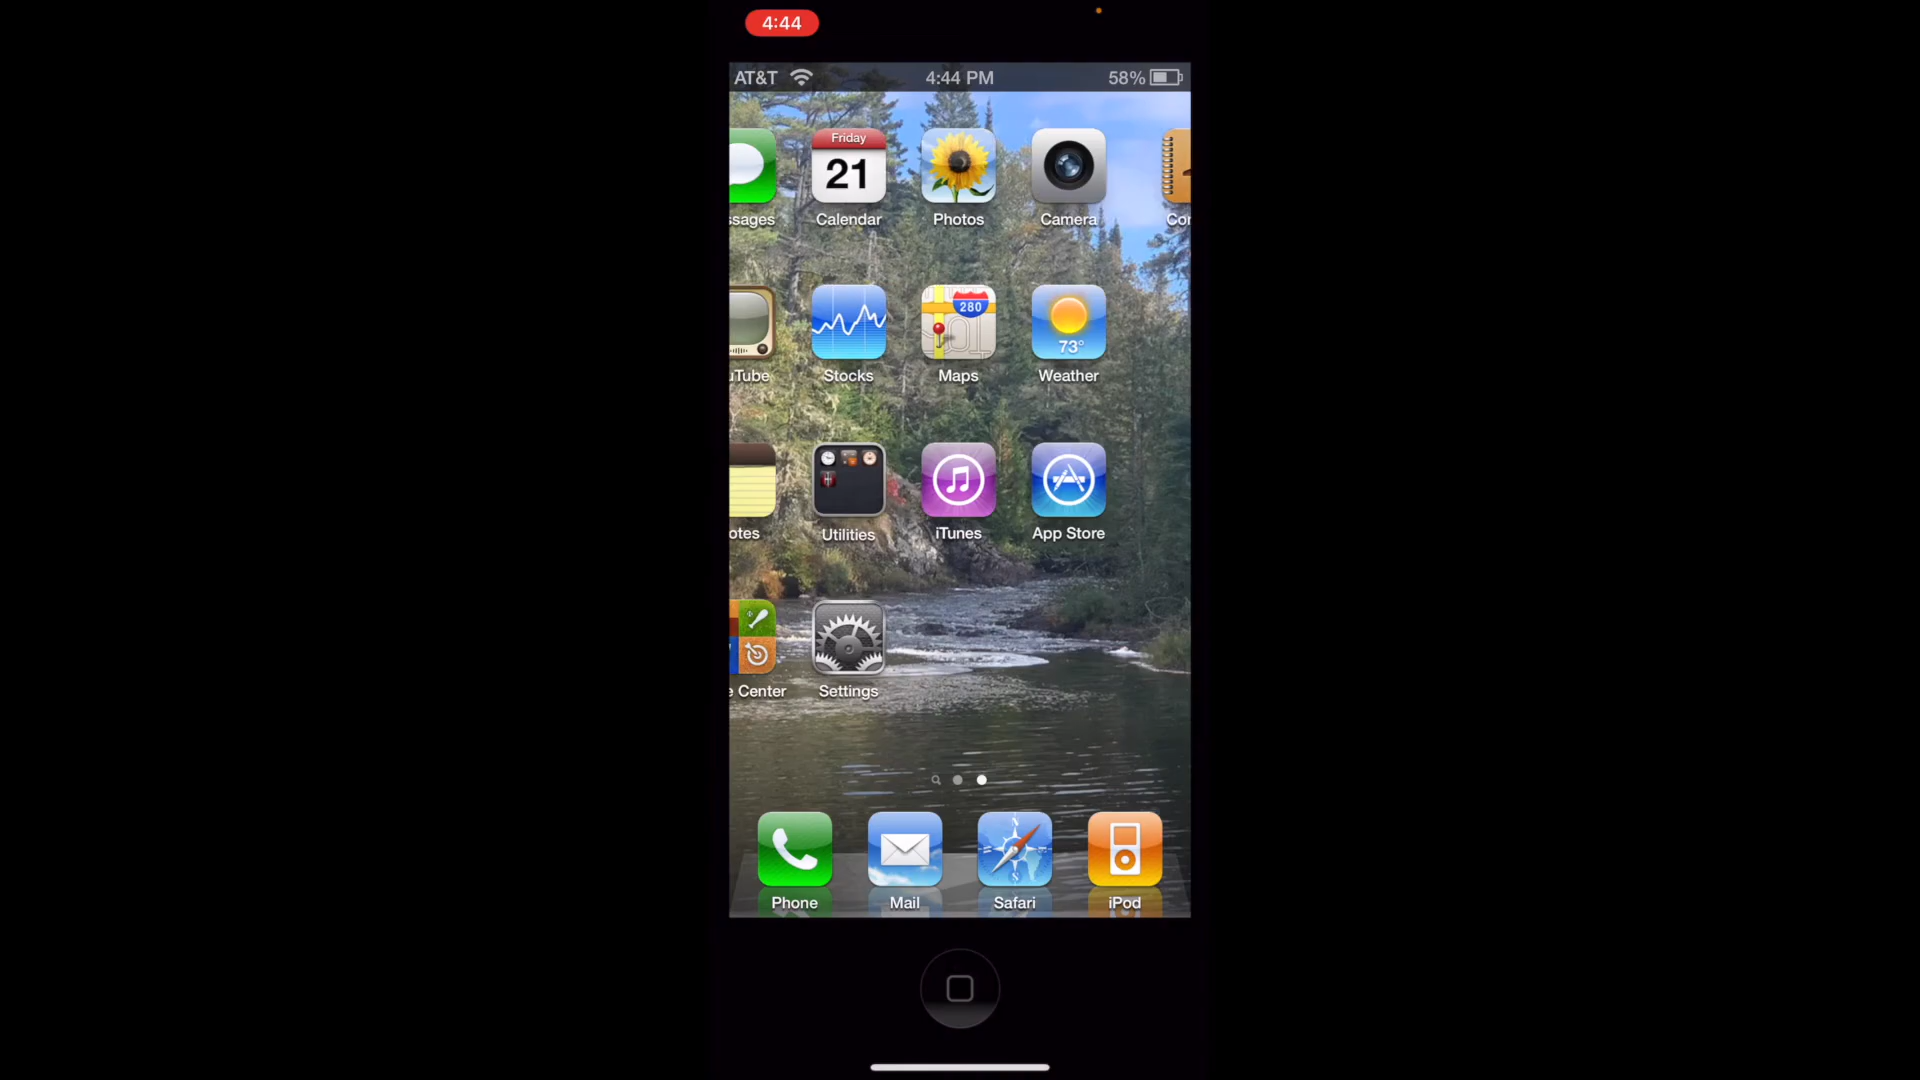 4:44
AT&T 4:44 PM 58%
Friday
21
ssages Calendar Photos Camera Cor
280
73°
uTube Stocks Maps Weather
otes Utilities iTunes App Store
e Center Settings
N
S
Phone Mail Safari iPod